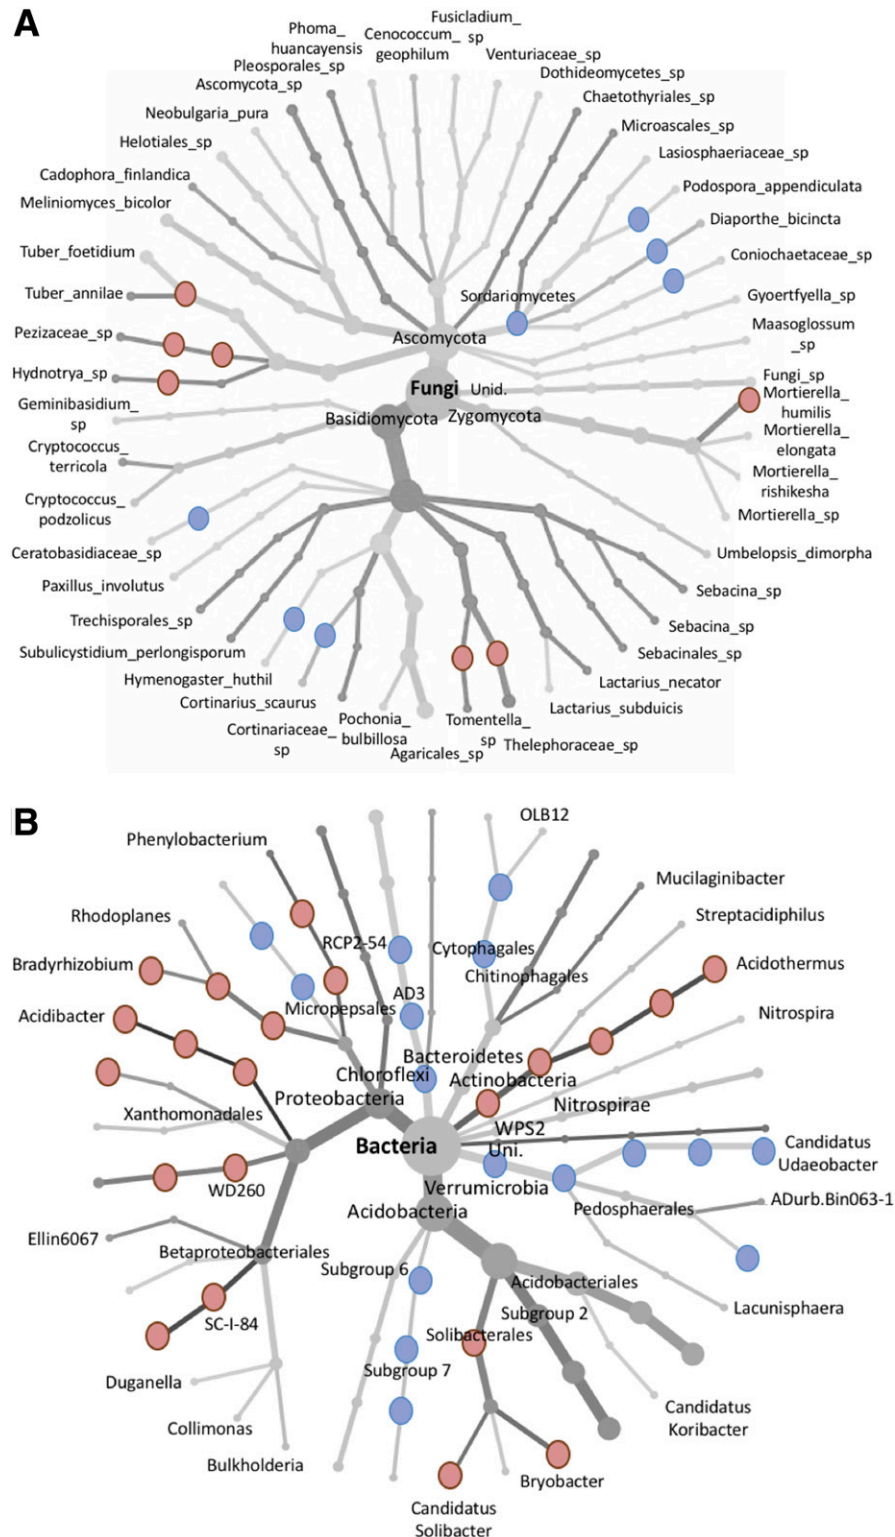 A
Fusicladium_
sp
Phoma_
huancayensis
Cenococcum_
geophilum
Venturiaceae_sp
Pleosporales_sp
Dothideomycetes_sp
Ascomycota_sp
Chaetothyriales_sp
Neobulgaria_pura
Microascales_sp
Helotiales_sp
Lasiosphaeriaceae_sp
Cadophora_finlandica
Podospora_appendiculata
Meliniomyces_bicolor
Diaporthe_bicincta
Tuber_foetidium
Coniochaetaceae_sp
Tuber_annilae
Sordariomycetes
Gyoertfyella_sp
Pezizaceae_sp
Ascomycota
Maasoglossum
_sp
Hydnotrya_sp
Fungi
Unid.
Fungi_sp
Mortierella_
humilis
Geminibasidium_
sp
Basidiomycota
Zygomycota
Mortierella_
elongata
Cryptococcus_
terricola
Mortierella_
rishikesha
Cryptococcus_
podzolicus
Mortierella_sp
Ceratobasidiaceae_sp
Umbelopsis_dimorpha
Paxillus_involutus
Sebacina_sp
Trechisporales_sp
Sebacina_sp
Subulicystidium_perlongisporum
Sebacinales_sp
Hymenogaster_huthil
Lactarius_necator
Cortinarius_scaurus
Lactarius_subduicis
Cortinariaceae_
sp
Pochonia_
bulbillosa
Agaricales_sp
Tomentella_
sp
Thelephoraceae_sp
B
OLB12
Phenylobacterium
Mucilaginibacter
Rhodoplanes
Streptacidiphilus
RCP2-54
Cytophagales
Bradyrhizobium
Chitinophagales
Acidothermus
AD3
Micropepsales
Acidibacter
Nitrospira
Bacteroidetes
Chloroflexi
Actinobacteria
Proteobacteria
Nitrospirae
Xanthomonadales
WPS2
Bacteria
Uni.
Candidatus
Udaeobacter
WD260
Verrumicrobia
ADurb.Bin063-1
Acidobacteria
Pedosphaerales
Ellin6067
Betaproteobacteriales
Subgroup 6
Acidobacteriales
Lacunisphaera
SC-I-84
Subgroup 2
Solibacterales
Subgroup 7
Duganella
Candidatus
Koribacter
Collimonas
Bulkholderia
Bryobacter
Candidatus
Solibacter